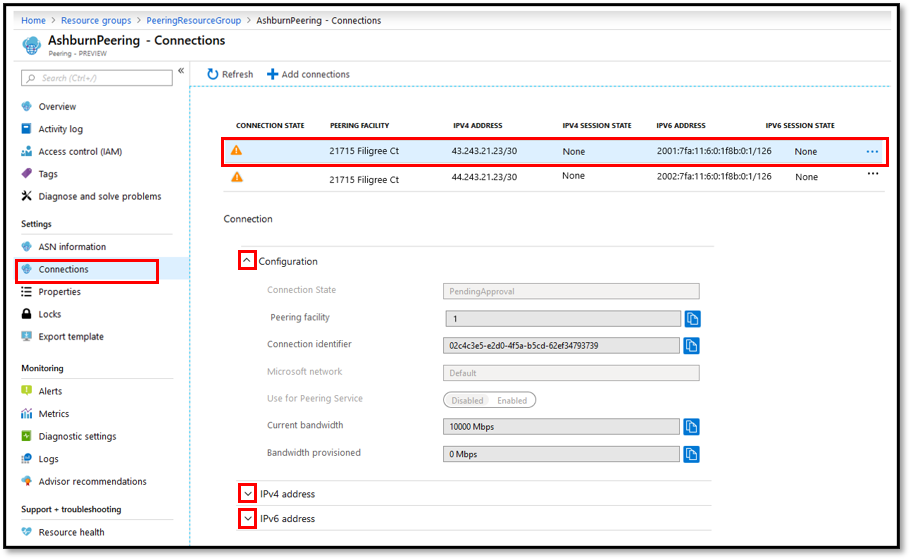 Home > Resource groups > PeeringResourceGroup > AshburnPeering - Connections
AshburnPeering - Connections
Peering - PREVIEW
Search (Ctrl+/)
«
Overview
Activity log
Access control (IAM)
Tags
Diagnose and solve problems
Settings
ASN information
Connections
Properties
Locks
Export template
Monitoring
Alerts
Metrics
Diagnostic settings
Logs
Advisor recommendations
Support + troubleshooting
Resource health
Refresh Add connections
CONNECTION STATE PEERING FACILITY IPV4 ADDRESS IPV4 SESSION STATE IPV6 ADDRESS IPV6 SESSION STATE
21715 Filigree Ct 43.243.21.23/30 None 2001:7fa:11:6:0:1f8b:0:1/126 None ...
21715 Filigree Ct 44.243.21.23/30 None 2002:7fa:11:6:0:1f8b:0:1/126 None ...
Connection
Configuration
Connection State PendingApproval
Peering facility 1
Connection identifier 02c4c3e5-e2d0-4f5a-b5cd-62ef34793739
Microsoft network Default
Use for Peering Service Disabled Enabled
Current bandwidth 10000 Mbps
Bandwidth provisioned 0 Mbps
IPv4 address
IPv6 address